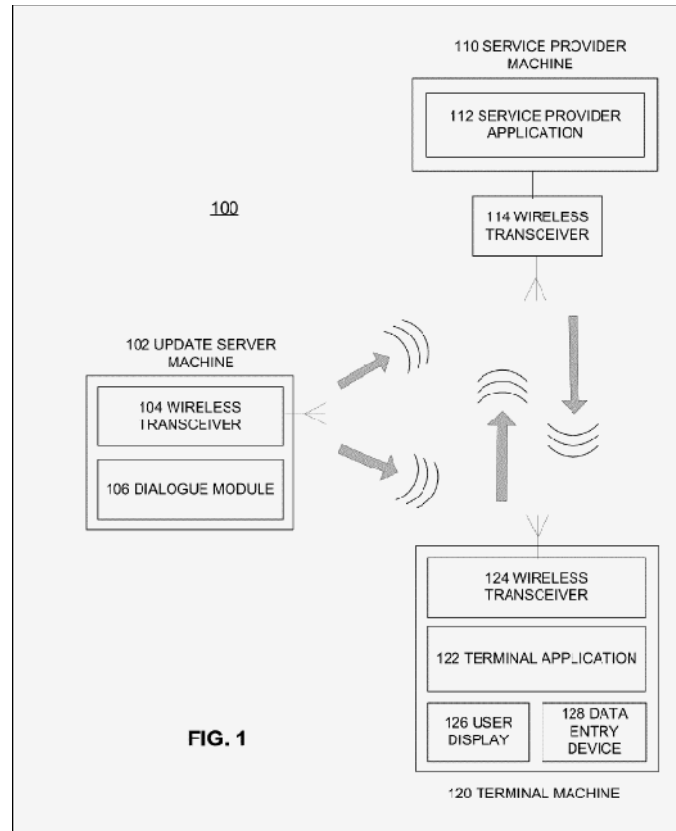 110 SERVICE PROVIDER
MACHINE
112 SERVICE PROVIDER
APPLICATION
100
114 WIRELESS
TRANSCEIVER
102 UPDATE SERVER
MACHINE
104 WIRELESS
TRANSCEIVER
106 DIALOGUE MODULE
124 WIRELESS
TRANSCEIVER
122 TERMINAL APPLICATION
126 USER
DISPLAY
128 DATA
ENTRY
DEVICE
FIG. 1
120 TERMINAL MACHINE